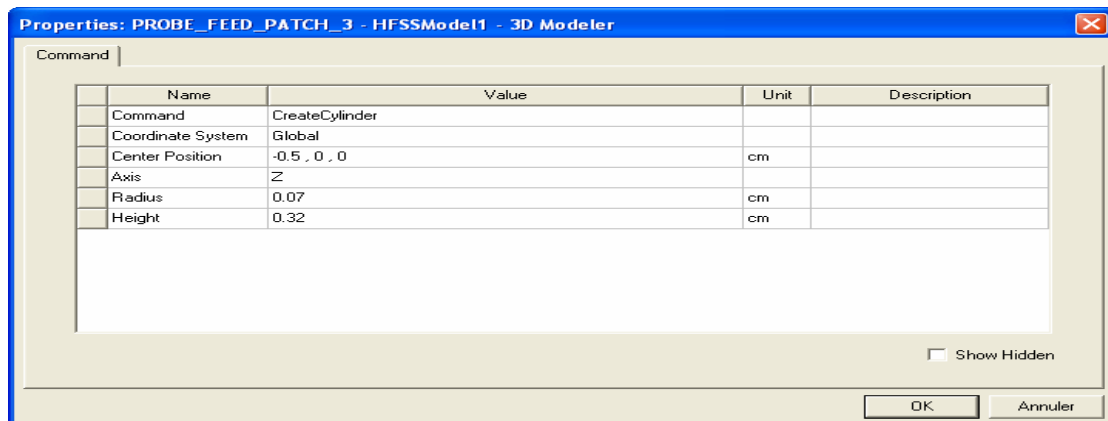 Properties: PROBE_FEED_PATCH_3 - HFSSModel1 - 3D Modeler
Command
Name Value Unit Description
Command CreateCylinder
Coordinate System Global
Center Position -0.5 , 0 , 0 cm
Axis Z
Radius 0.07 cm
Height 0.32 cm
Show Hidden
OK Annuler